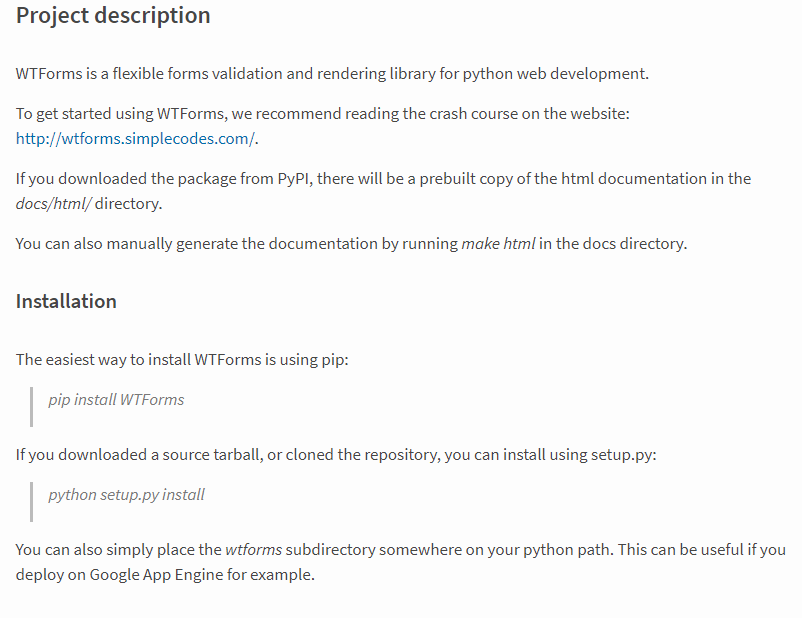 Project description
WTForms is a flexible forms validation and rendering library for python web development.
To get started using WTForms, we recommend reading the crash course on the website:
http://wtforms.simplecodes.com/.
If you downloaded the package from PyPI, there will be a prebuilt copy of the html documentation in the
docs/html/ directory.
You can also manually generate the documentation by running make html in the docs directory.
Installation
The easiest way to install WTForms is using pip:
pip install WTForms
If you downloaded a source tarball, or cloned the repository, you can install using setup.py:
python setup.py install
You can also simply place the wtforms subdirectory somewhere on your python path. This can be useful if you
deploy on Google App Engine for example.